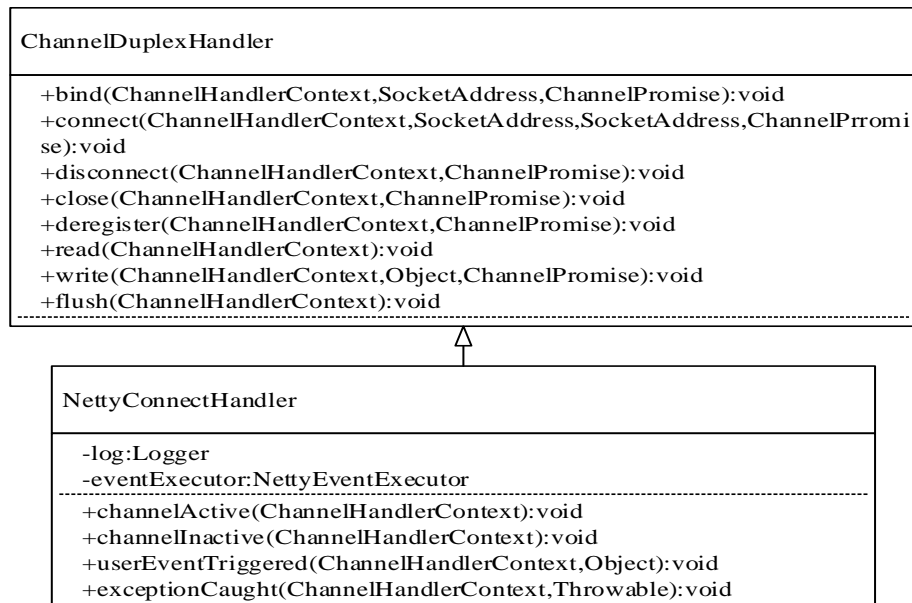 ChannelDuplexHandler
+bind(ChannelHandlerContext,SocketAddress,ChannelPromise):void
+connect(ChannelHandlerContext,SocketAddress,SocketAddress,ChannelPrromi
se):void
+disconnect(ChannelHandlerContext,ChannelPromise):void
+close(ChannelHandlerContext,ChannelPromise):void
+deregister(ChannelHandlerContext,ChannelPromise):void
+read(ChannelHandlerContext):void
+write(ChannelHandlerContext,Object,ChannelPromise):void
+flush(ChannelHandlerContext):void
NettyConnectHandler
-log:Logger
-eventExecutor:NettyEventExecutor
+channelActive(ChannelHandlerContext):void
+channelInactive(ChannelHandlerContext):void
+userEventTriggered(ChannelHandlerContext,Object):void
+exceptionCaught(ChannelHandlerContext,Throwable):void